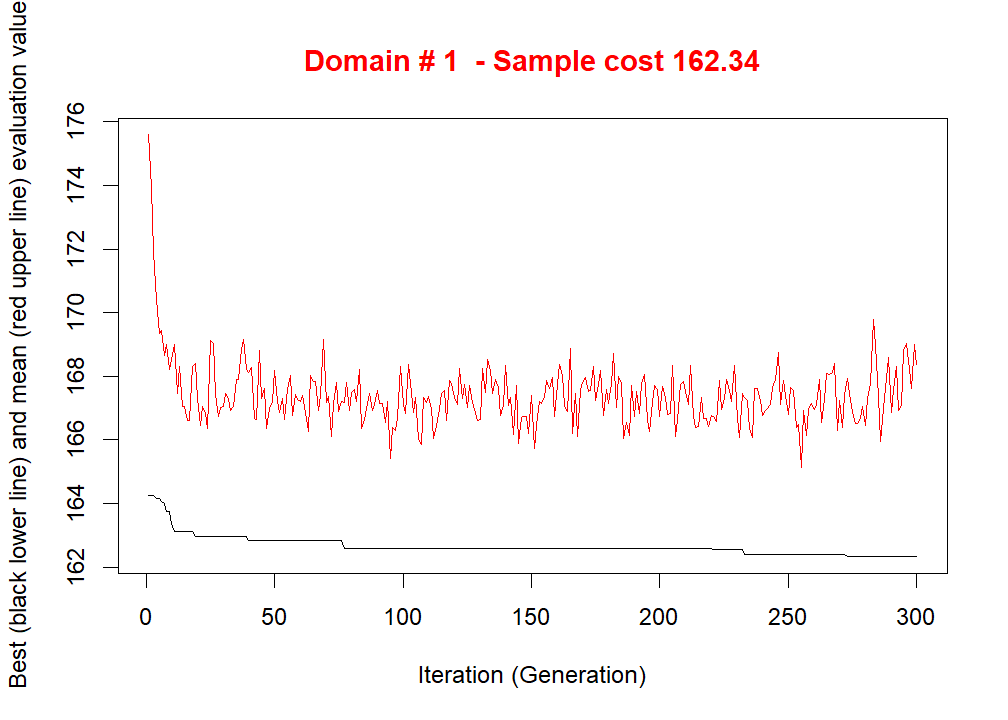 Domain # 1  - Sample cost 162.34
Best (black lower line) and mean (red upper line) evaluation value
176
174
172
170
168
166
164
162
0 50 100 150 200 250 300
Iteration (Generation)